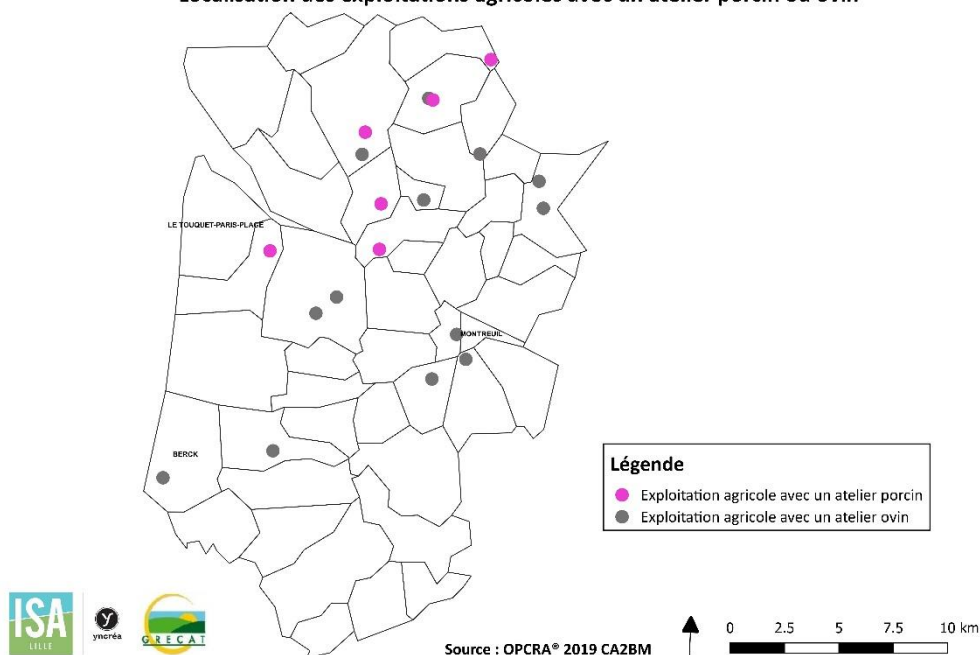 Localisation des exploitations agricoles avec un atelier porcin ou ovin
LE TOUQUET-PARIS-PLAGE
MONTREUIL
BERCK
Légende
Exploitation agricole avec un atelier porcin
Exploitation agricole avec un atelier ovin
ISA
LILLE
y
yncréa
GRECAT
Source : OPCRA® 2019 CA2BM
0 2.5 5 7.5 10 km